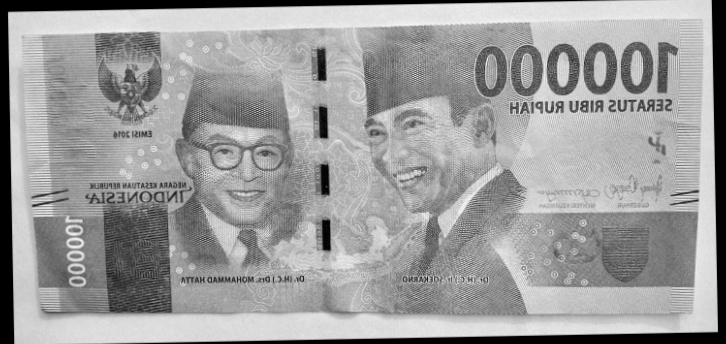 100000
SERATUS RIBU RUPIAH
EMISI 2016
NEGARA KESATUAN REPUBLIK
INDONESIA
GUBERNUR
MENTERI KEUANGAN
100000
Dr. (H.C.) Ir. SOEKARNO
Dr. (H.C.) Drs. MOHAMMAD HATTA